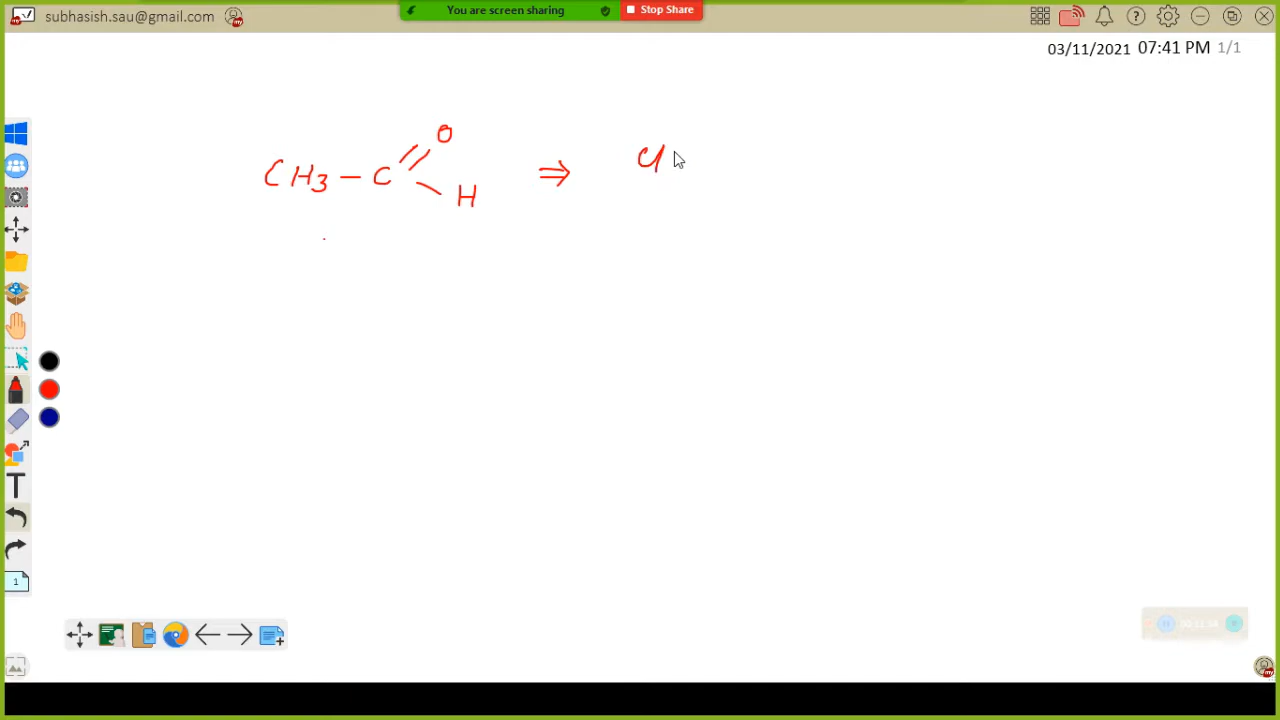 subhasish.sau@gmail.com
You are screen sharing
Stop Share
03/11/2021 07:41 PM 1/1
O
CH3 – C ⇒
H
T
1